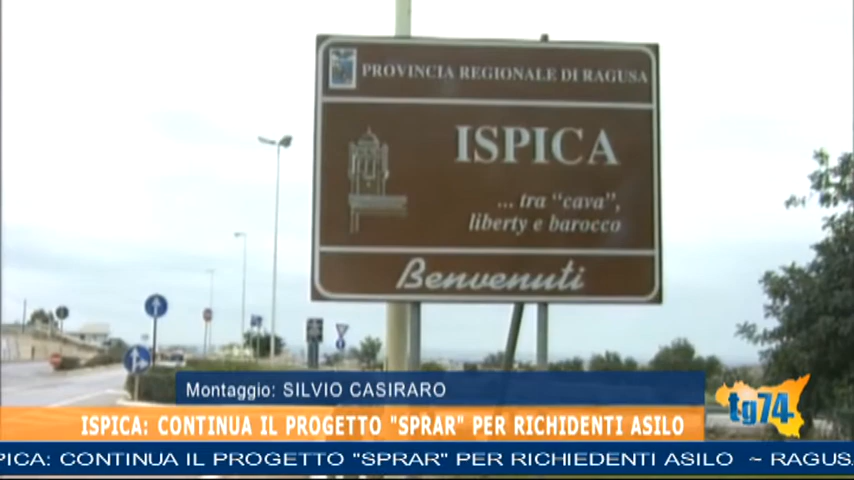 PROVINCIA REGIONALE DI RAGUSA
ISPICA
... tra "cava",
liberty e barocco
Benvenuti
Montaggio: SILVIO CASIRARO
tg74
ISPICA: CONTINUA IL PROGETTO "SPRAR" PER RICHIDENTI ASILO
PICA: CONTINUA IL PROGETTO "SPRAR" PER RICHIEDENTI ASILO ~ RAGUSA